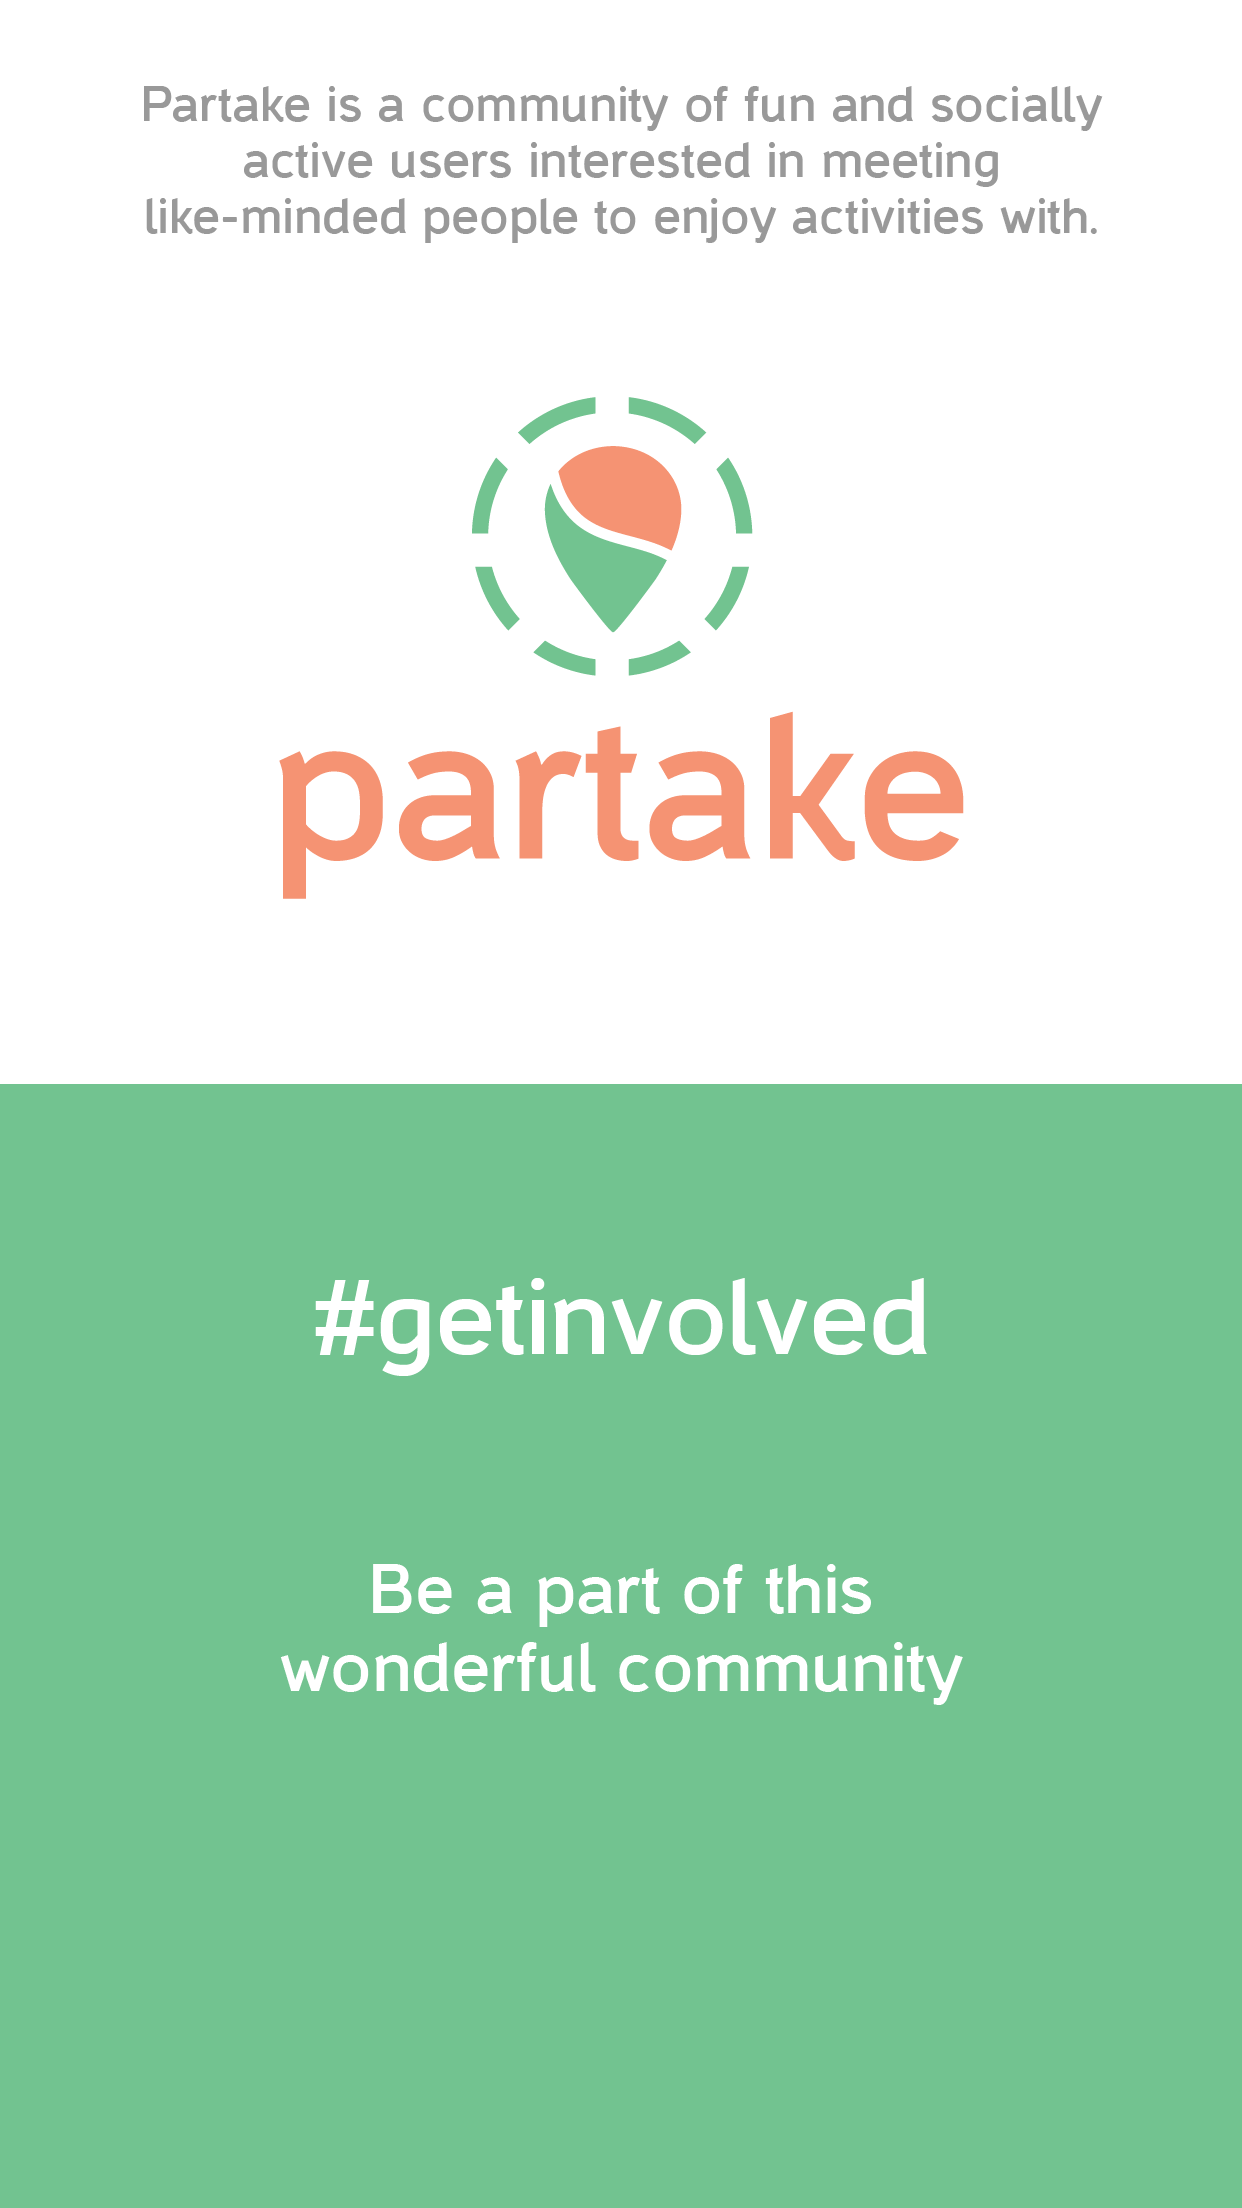 Partake is a community of fun and socially
active users interested in meeting
like-minded people to enjoy activities with.
partake
#getinvolved
Be a part of this
wonderful community